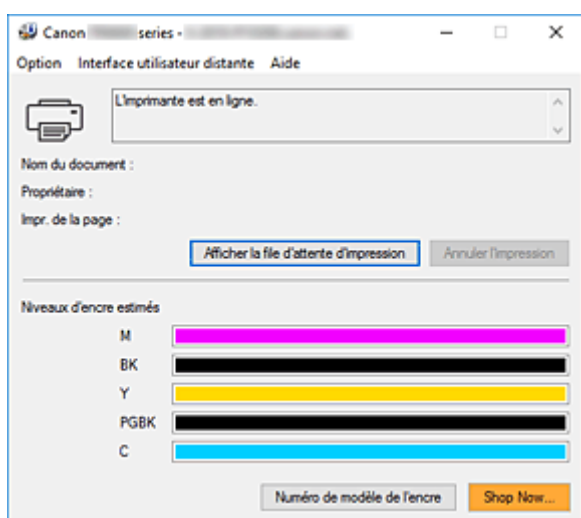 Canon series -
Option Interface utilisateur distante Aide
L'imprimante est en ligne.
Nom du document :
Propriétaire :
Impr. de la page :
Afficher la file d'attente d'impression Annuler l'impression
Niveaux d'encre estimés
M
BK
Y
PGBK
C
Numéro de modèle de l'encre Shop Now...